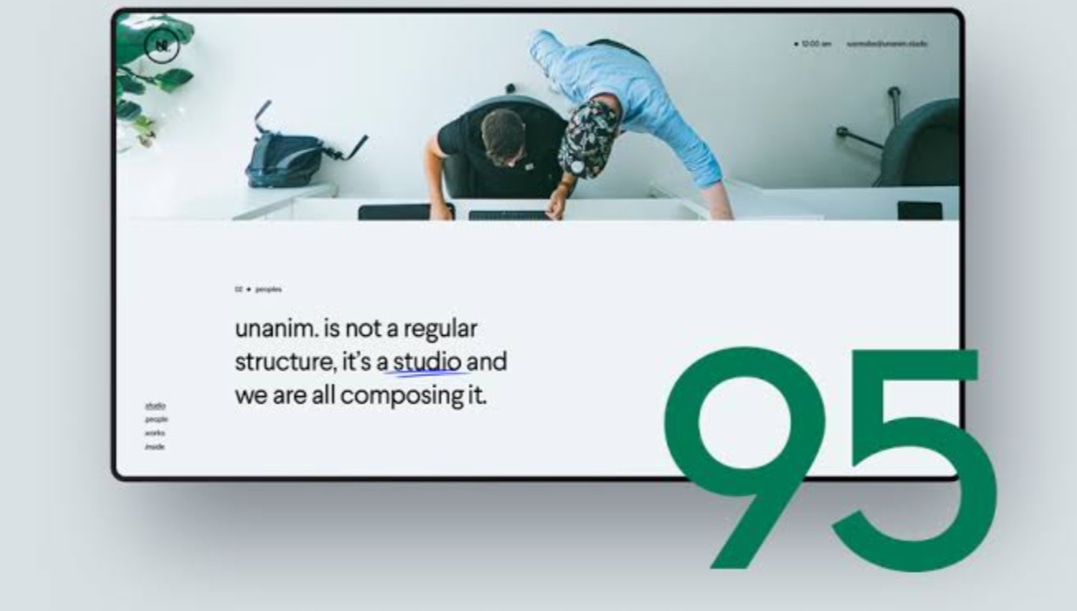 12:00 am
02 • peoples
unanim. is not a regular
structure, it's a studio and
we are all composing it.
studio
people
works
inside
95